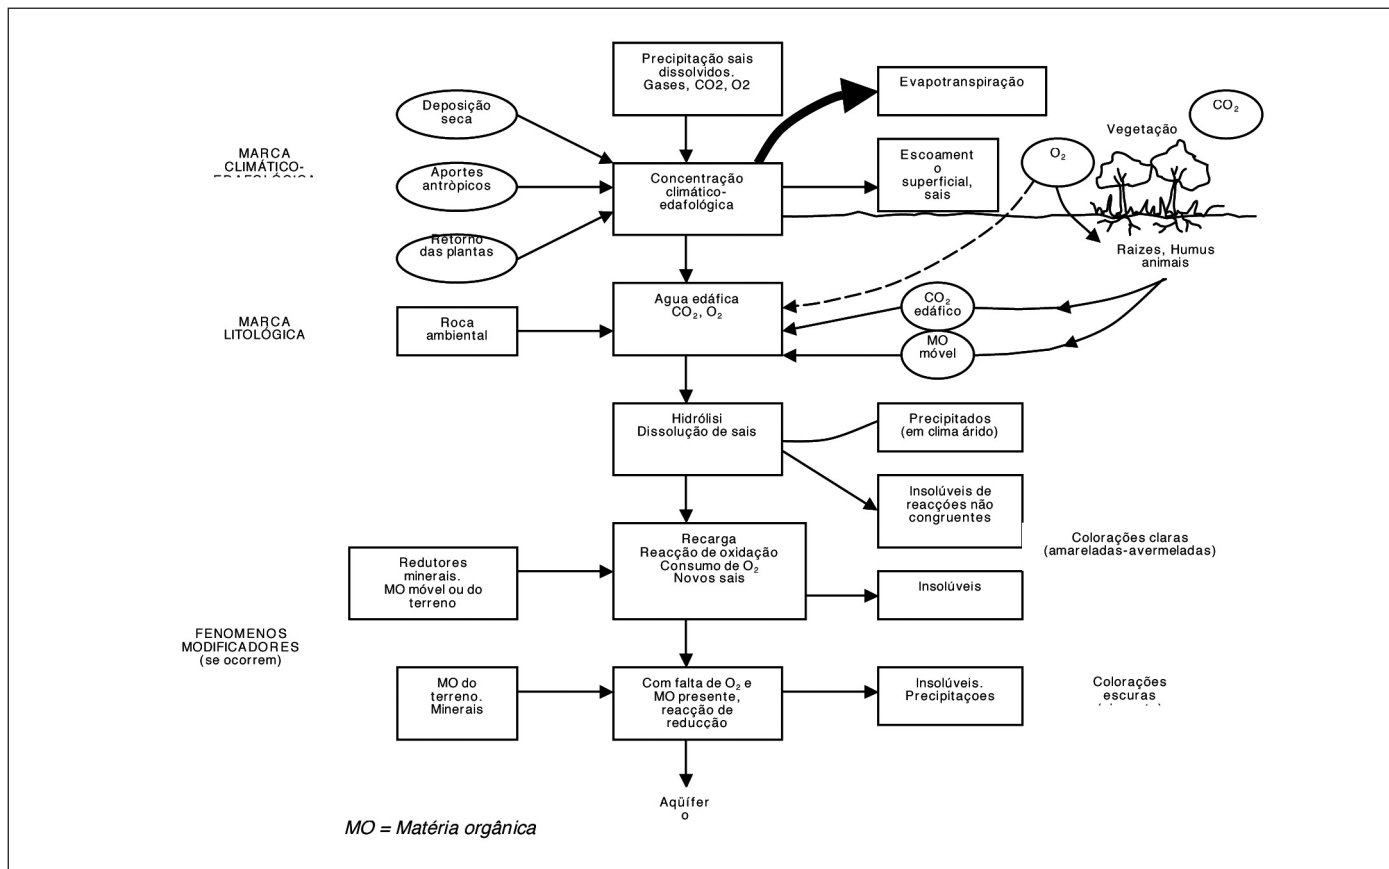 Precipitação sais
dissolvidos.
Gases, CO2, O2
Evapotranspiração
CO₂
Deposição
seca
Vegetação
O₂
MARCA
CLIMÁTICO-
EDAFOLÓGICA
Aportes
antròpicos
Concentração
climático-
edafológica
Escoament
o
superficial,
sais
Retorno
das plantas
Raizes, Humus
animais
MARCA
LITOLÓGICA
Roca
ambiental
Agua edáfica
CO₂, O₂
CO₂
edáfico
MO
móvel
Hidrólisi
Dissolução de sais
Precipitados
(em clima árido)
Insolúveis de
reacções não
congruentes
Colorações claras
(amareladas-avermeladas)
Redutores
minerais.
MO móvel ou do
terreno
Recarga
Reacção de oxidação
Consumo de O₂
Novos sais
Insolúveis
FENOMENOS
MODIFICADORES
(se ocorrem)
MO do
terreno.
Minerais
Com falta de O₂ e
MO presente,
reacção de
reducção
Insolúveis.
Precipitaçoes
Colorações
escuras
Aqüífer
o
MO = Matéria orgânica